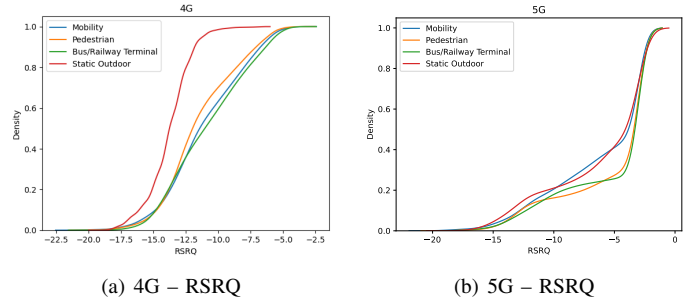 4G
Mobility
Pedestrian
Bus/Railway Terminal
Static Outdoor
Density
1.0
0.8
0.6
0.4
0.2
0.0
−22.5 −20.0 −17.5 −15.0 −12.5 −10.0 −7.5 −5.0 −2.5
RSRQ
(a) 4G – RSRQ
5G
Mobility
Pedestrian
Bus/Railway Terminal
Static Outdoor
Density
1.0
0.8
0.6
0.4
0.2
0.0
−20 −15 −10 −5 0
RSRQ
(b) 5G – RSRQ